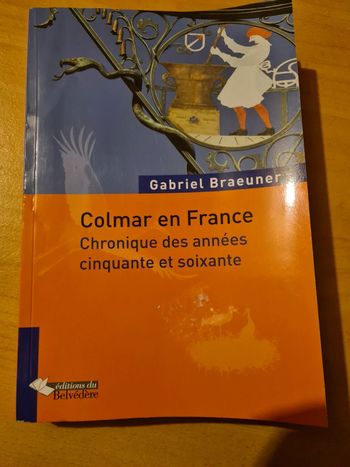 Gabriel Braeuner
Colmar en France
Chronique des années
cinquante et soixante
éditions du
Belvédère